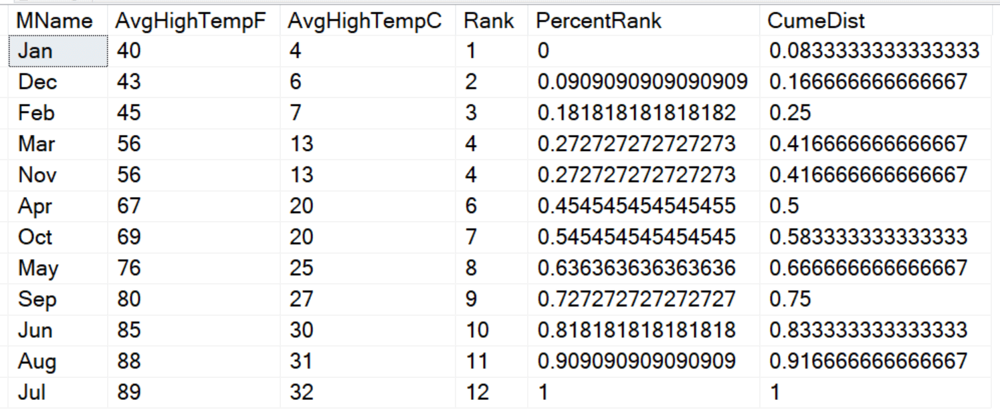 MName AvgHighTempF AvgHighTempC Rank PercentRank CumeDist
Jan 40 4 1 0 0.0833333333333333
Dec 43 6 2 0.0909090909090909 0.166666666666667
Feb 45 7 3 0.181818181818182 0.25
Mar 56 13 4 0.272727272727273 0.416666666666667
Nov 56 13 4 0.272727272727273 0.416666666666667
Apr 67 20 6 0.454545454545455 0.5
Oct 69 20 7 0.545454545454545 0.583333333333333
May 76 25 8 0.636363636363636 0.666666666666667
Sep 80 27 9 0.727272727272727 0.75
Jun 85 30 10 0.818181818181818 0.833333333333333
Aug 88 31 11 0.909090909090909 0.916666666666667
Jul 89 32 12 1 1